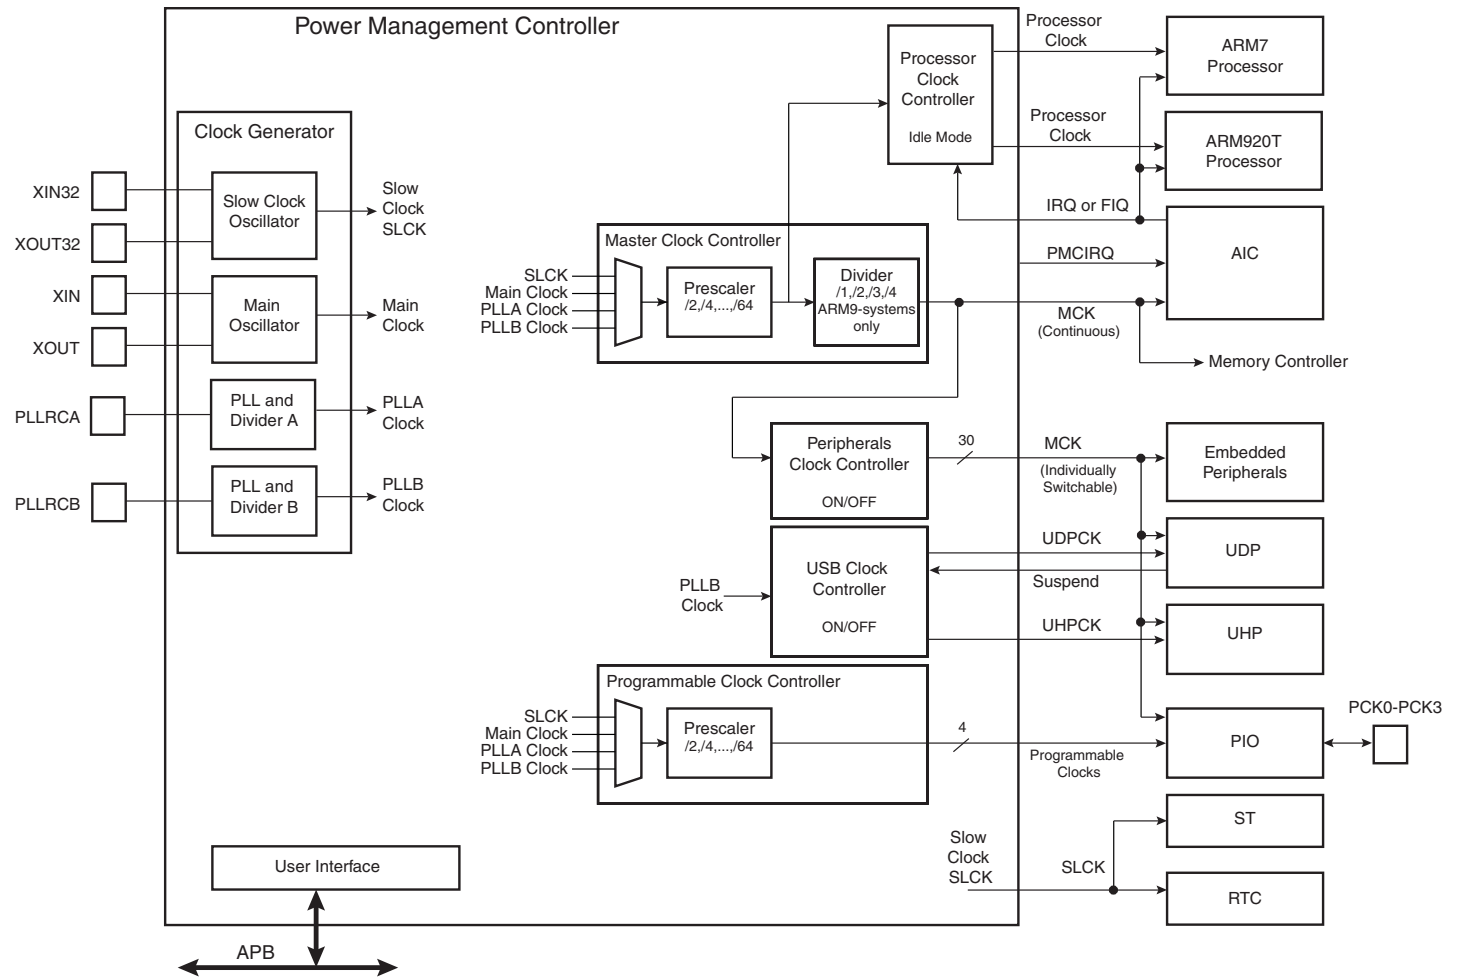 Power Management Controller
Clock Generator
XIN32
XOUT32
Slow Clock
Oscillator
Slow
Clock
SLCK
XIN
XOUT
Main
Oscillator
Main
Clock
PLLRCA
PLL and
Divider A
PLLA
Clock
PLLRCB
PLL and
Divider B
PLLB
Clock
Processor
Clock
Controller
Idle Mode
Processor
Clock
ARM7
Processor
Processor
Clock
ARM920T
Processor
IRQ or FIQ
PMCIRQ
AIC
MCK
(Continuous)
Memory Controller
Master Clock Controller
SLCK
Main Clock
PLLA Clock
PLLB Clock
Prescaler
/2,/4,...,/64
Divider
/1,/2,/3,/4
ARM9-systems
only
Peripherals
Clock Controller
ON/OFF
30
MCK
(Individually
Switchable)
Embedded
Peripherals
PLLB
Clock
USB Clock
Controller
ON/OFF
UDPCK
Suspend
UDP
UHPCK
UHP
Programmable Clock Controller
SLCK
Main Clock
PLLA Clock
PLLB Clock
Prescaler
/2,/4,...,/64
4
Programmable
Clocks
PIO
PCK0-PCK3
Slow
Clock
SLCK
SLCK
ST
RTC
User Interface
APB